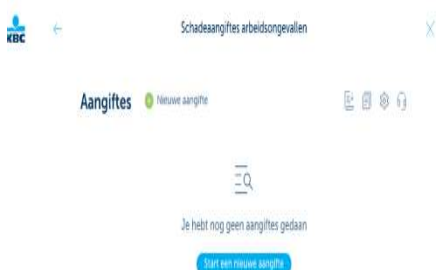 KBC
Schadeaangiftes arbeidsongevallen
Aangiftes
Nieuwe aangifte
Je hebt nog geen aangiftes gedaan
Start een nieuwe aangifte